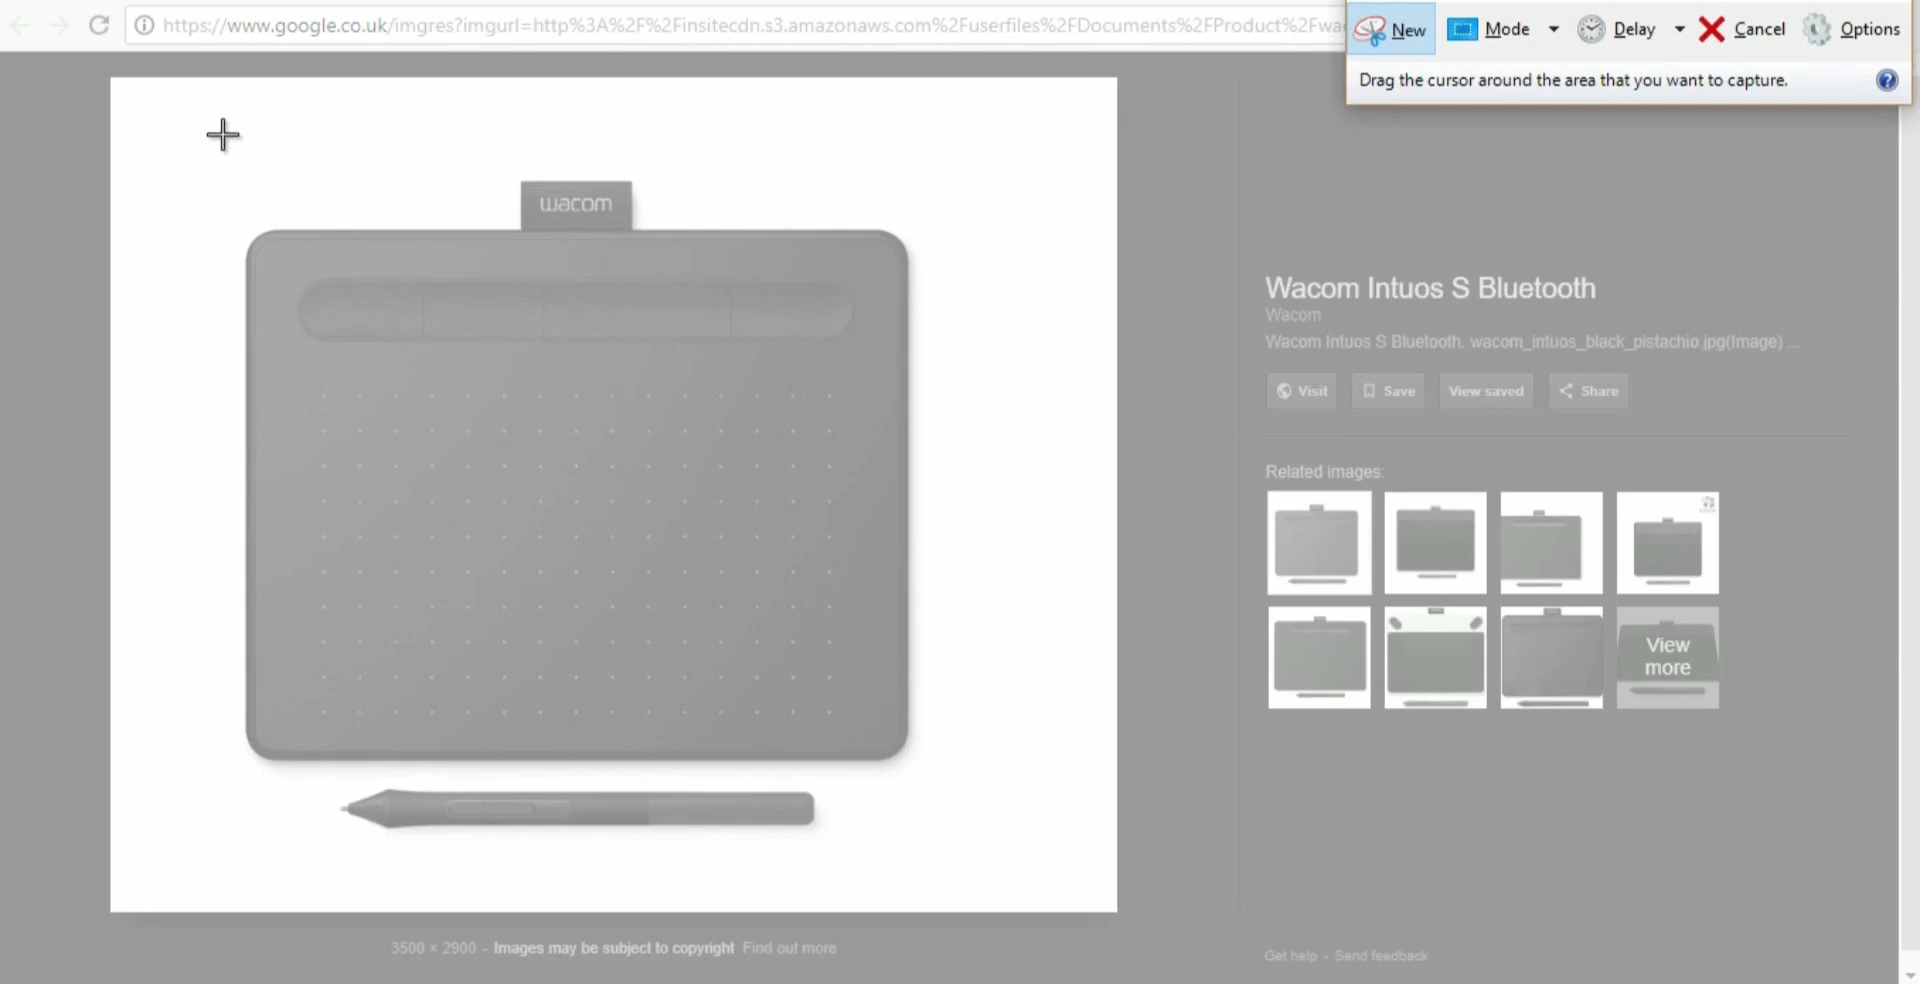 https://www.google.co.uk/imgres?imgurl=http%3A%2F%2Finsitecdn.s3.amazonaws.com%2Fuserfiles%2FDocuments%2FProduct%2Fwa
New Mode Delay Cancel Options
Drag the cursor around the area that you want to capture.
wacom
Wacom Intuos S Bluetooth
Wacom
Wacom Intuos S Bluetooth. wacom_intuos_black_pistachio.jpg(Image) ...
Visit Save View saved Share
Related images:
View
more
3500 × 2900 - Images may be subject to copyright Find out more
Get help - Send feedback